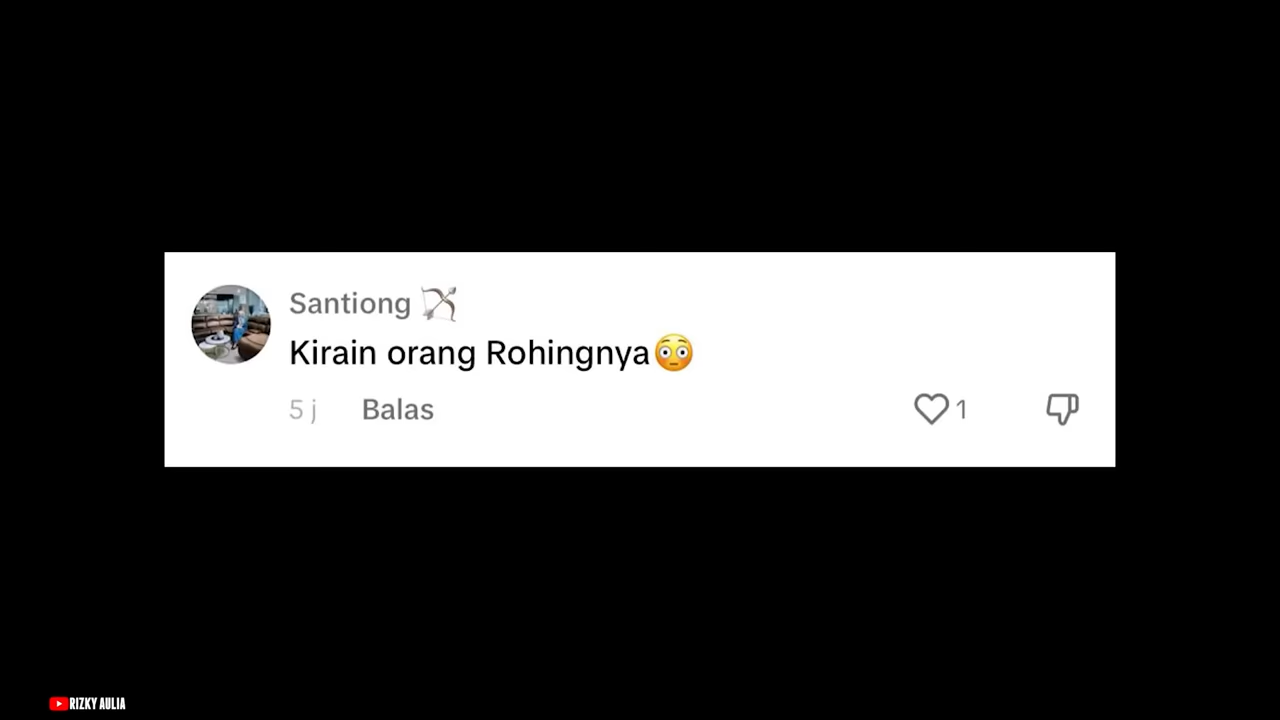 Santiong 🏹
Kirain orang Rohingnya😳
5 j Balas 1
RIZKY AULIA